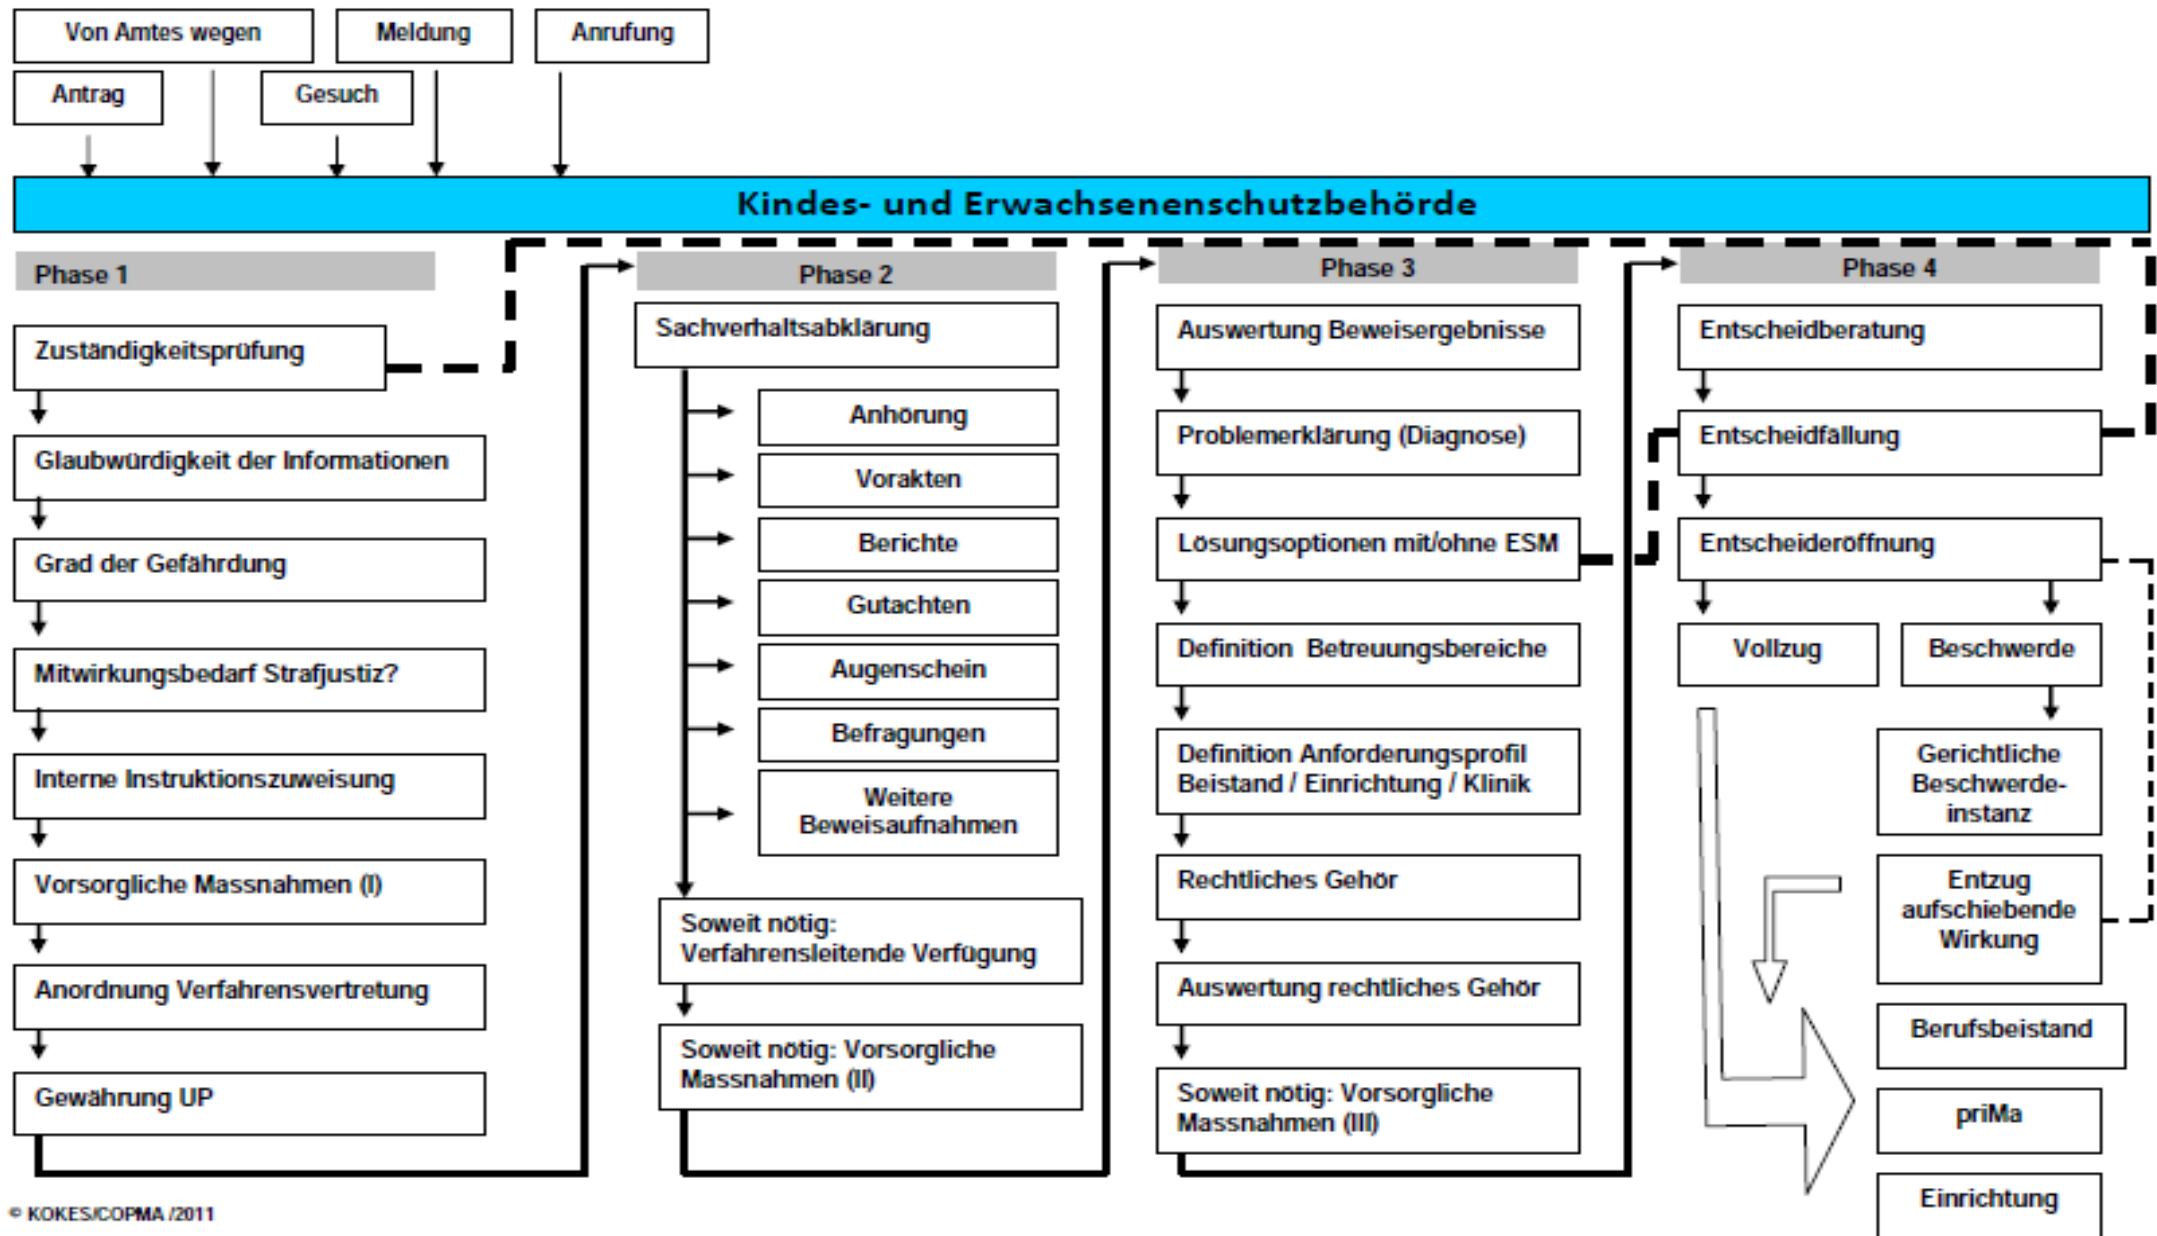 Von Amtes wegen
Meldung
Anrufung
Antrag
Gesuch
Kindes- und Erwachsenenschutzbehörde
Phase 1
Zuständigkeitsprüfung
Glaubwürdigkeit der Informationen
Grad der Gefährdung
Mitwirkungsbedarf Strafjustiz?
Interne Instruktionszuweisung
Vorsorgliche Massnahmen (I)
Anordnung Verfahrensvertretung
Gewährung UP
Phase 2
Sachverhaltsabklärung
Anhörung
Vorakten
Berichte
Gutachten
Augenschein
Befragungen
Weitere
Beweisaufnahmen
Soweit nötig:
Verfahrensleitende Verfügung
Soweit nötig: Vorsorgliche
Massnahmen (II)
Phase 3
Auswertung Beweisergebnisse
Problemerklärung (Diagnose)
Lösungsoptionen mit/ohne ESM
Definition Betreuungsbereiche
Definition Anforderungsprofil
Beistand / Einrichtung / Klinik
Rechtliches Gehör
Auswertung rechtliches Gehör
Soweit nötig: Vorsorgliche
Massnahmen (III)
Phase 4
Entscheidberatung
Entscheidfällung
Entscheideröffnung
Vollzug
Beschwerde
Gerichtliche
Beschwerde-
instanz
Entzug
aufschiebende
Wirkung
Berufsbeistand
priMa
Einrichtung
© KOKES/COPMA /2011